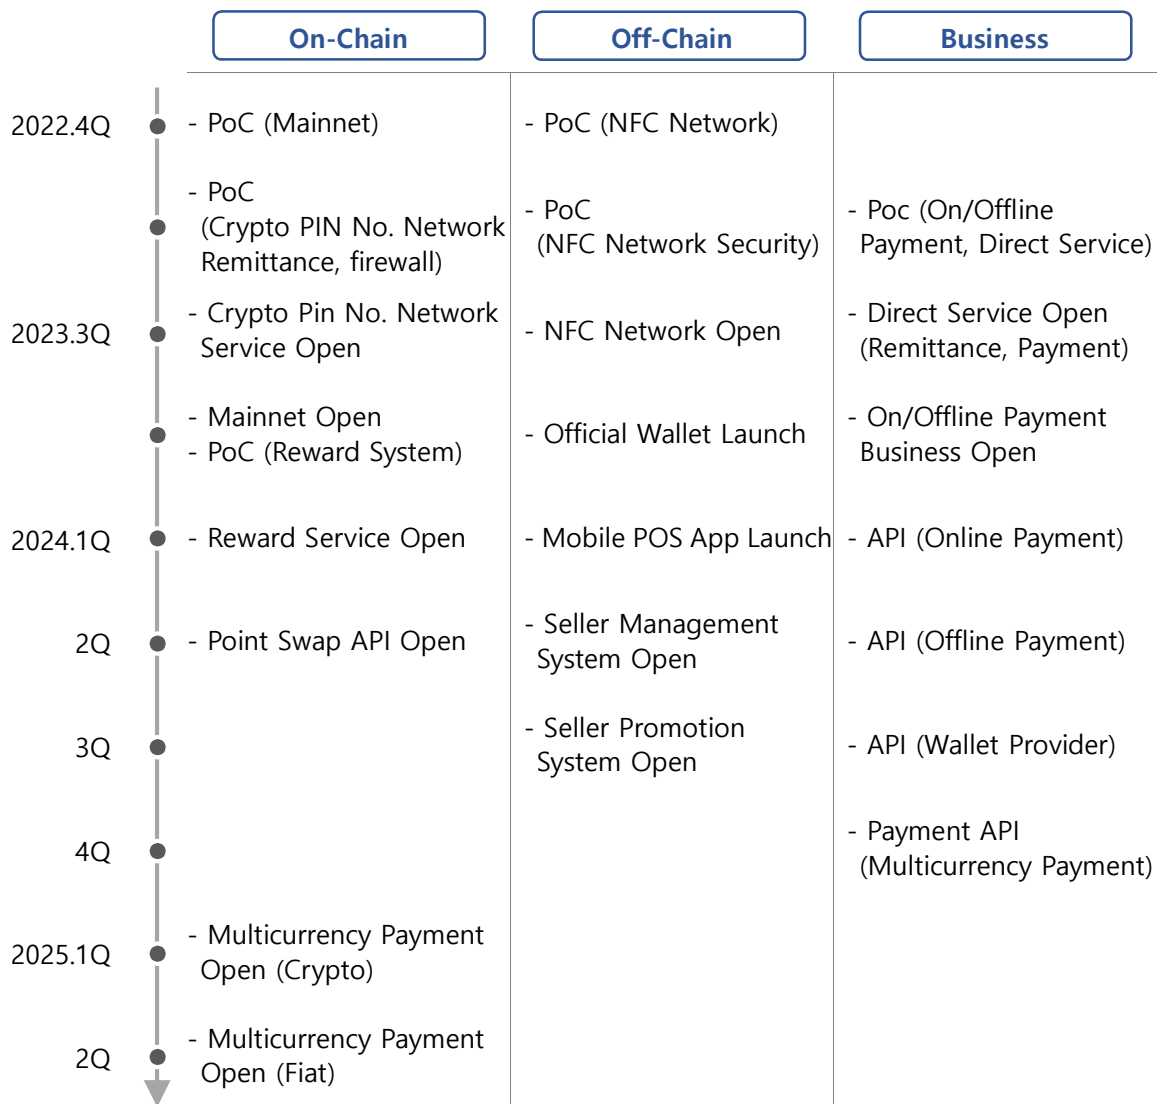 On-Chain
Off-Chain
Business
2022.4Q
- PoC (Mainnet)
- PoC (NFC Network)
- PoC
(Crypto PIN No. Network
Remittance, firewall)
- PoC
(NFC Network Security)
- Poc (On/Offline
Payment, Direct Service)
2023.3Q
- Crypto Pin No. Network
Service Open
- NFC Network Open
- Direct Service Open
(Remittance, Payment)
- Mainnet Open
- PoC (Reward System)
- Official Wallet Launch
- On/Offline Payment
Business Open
2024.1Q
- Reward Service Open
- Mobile POS App Launch
- API (Online Payment)
2Q
- Point Swap API Open
- Seller Management
System Open
- API (Offline Payment)
3Q
- Seller Promotion
System Open
- API (Wallet Provider)
4Q
- Payment API
(Multicurrency Payment)
2025.1Q
- Multicurrency Payment
Open (Crypto)
2Q
- Multicurrency Payment
Open (Fiat)